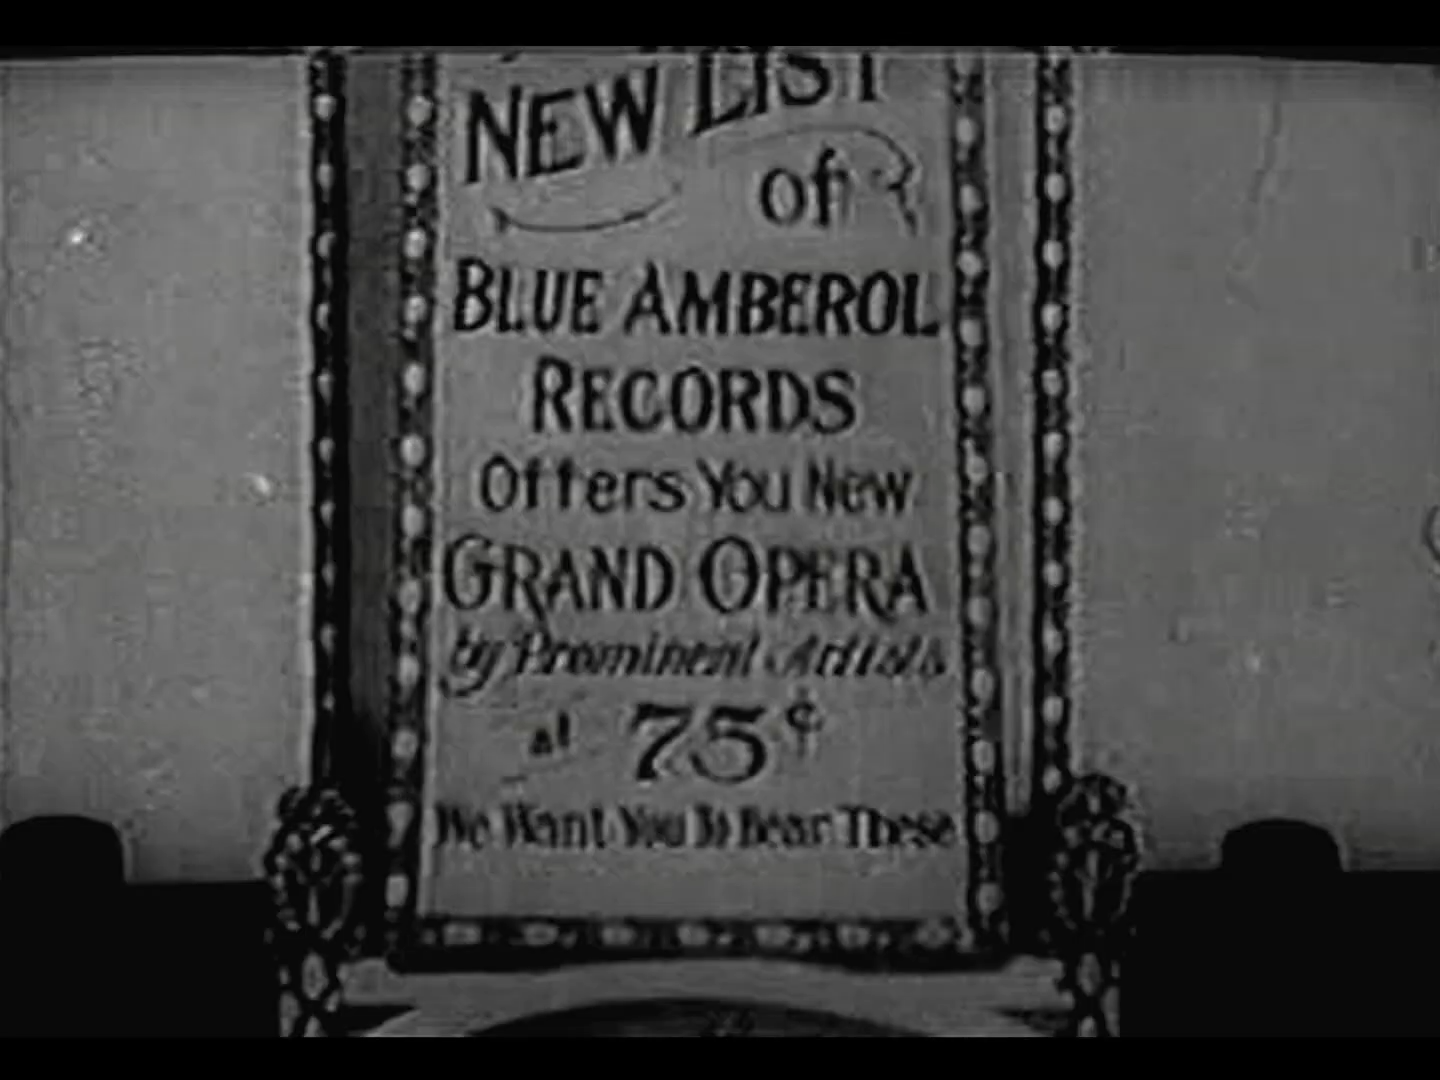 NEW LIST
of
BLUE AMBEROL
RECORDS
Offers You New
GRAND OPERA
by Prominent Artists
at 75¢
We Want You To Hear These